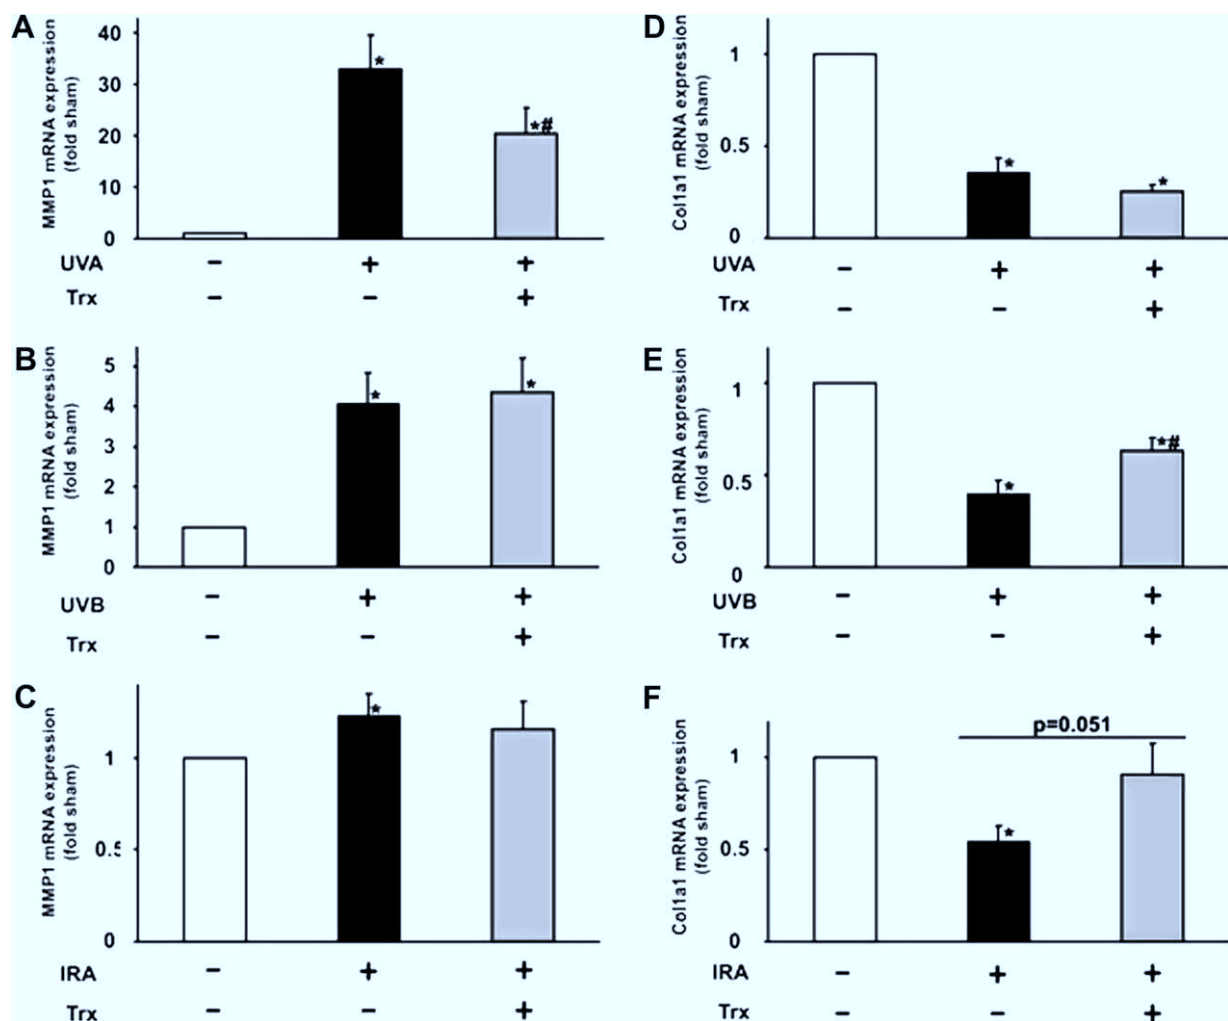 A
MMP1 mRNA expression
(fold sham)
40
30
20
10
0
*
*#
UVA − + +
Trx − − +
B
MMP1 mRNA expression
(fold sham)
5
4
3
2
1
0
*
*
UVB − + +
Trx − − +
C
MMP1 mRNA expression
(fold sham)
1
0.5
0
*
IRA − + +
Trx − − +
D
Col1a1 mRNA expression
(fold sham)
1
0.5
0
*
*
UVA − + +
Trx − − +
E
Col1a1 mRNA expression
(fold sham)
1
0.5
0
*
*#
UVB − + +
Trx − − +
F
Col1a1 mRNA expression
(fold sham)
p=0.051
1
0.5
0
*
IRA − + +
Trx − − +